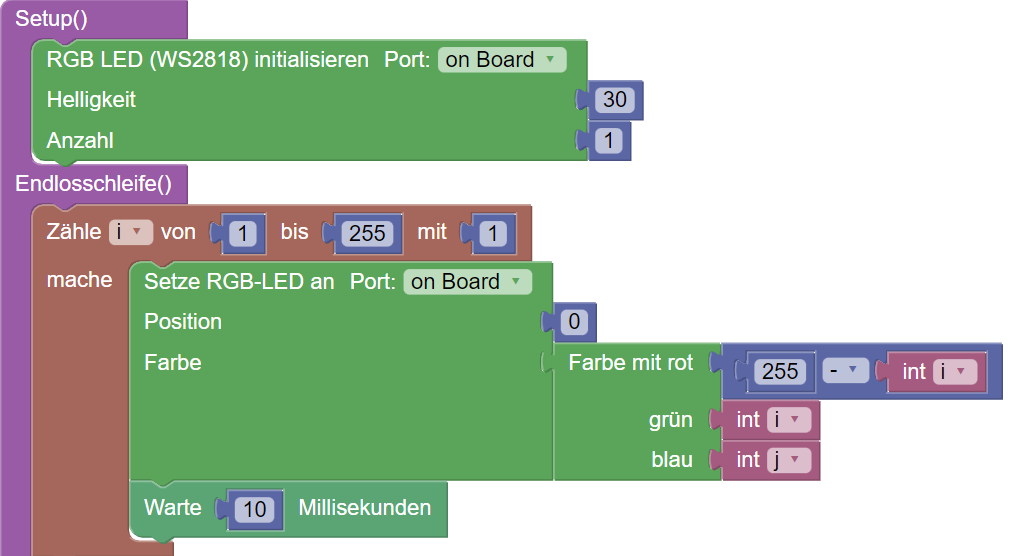 Setup()
RGB LED (WS2818) initialisieren Port: on Board
Helligkeit 30
Anzahl 1
Endlosschleife()
Zähle i von 1 bis 255 mit 1
mache Setze RGB-LED an Port: on Board
Position 0
Farbe Farbe mit rot 255 - int i
grün int i
blau int j
Warte 10 Millisekunden